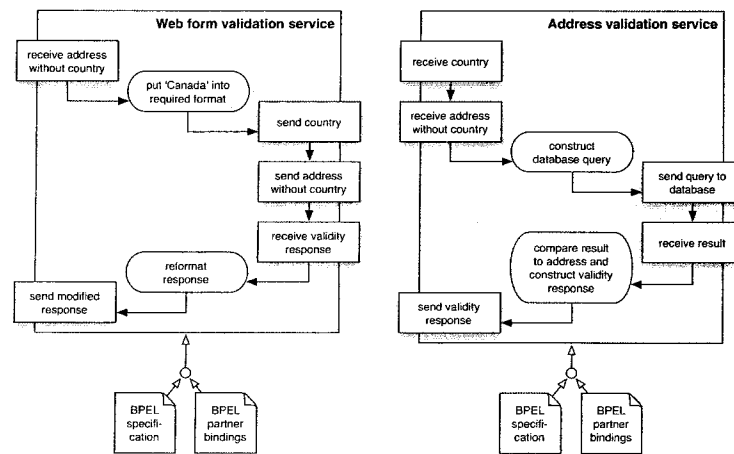 Web form validation service
receive address
without country
put 'Canada' into
required format
send country
send address
without country
receive validity
response
reformat
response
send modified
response
BPEL
specifi-
cation
BPEL
partner
bindings
Address validation service
receive country
receive address
without country
construct
database query
send query to
database
receive result
compare result
to address and
construct validity
response
send validity
response
BPEL
specifi-
cation
BPEL
partner
bindings